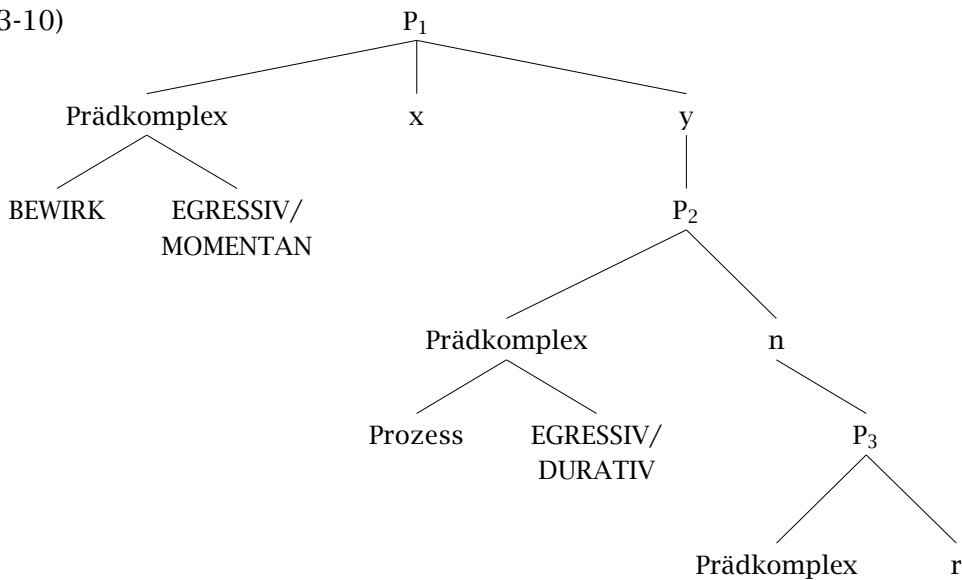 3-10)
P₁
Prädkomplex x y
BEWIRK EGRESSIV/
MOMENTAN
P₂
Prädkomplex n
Prozess EGRESSIV/
DURATIV
P₃
Prädkomplex r